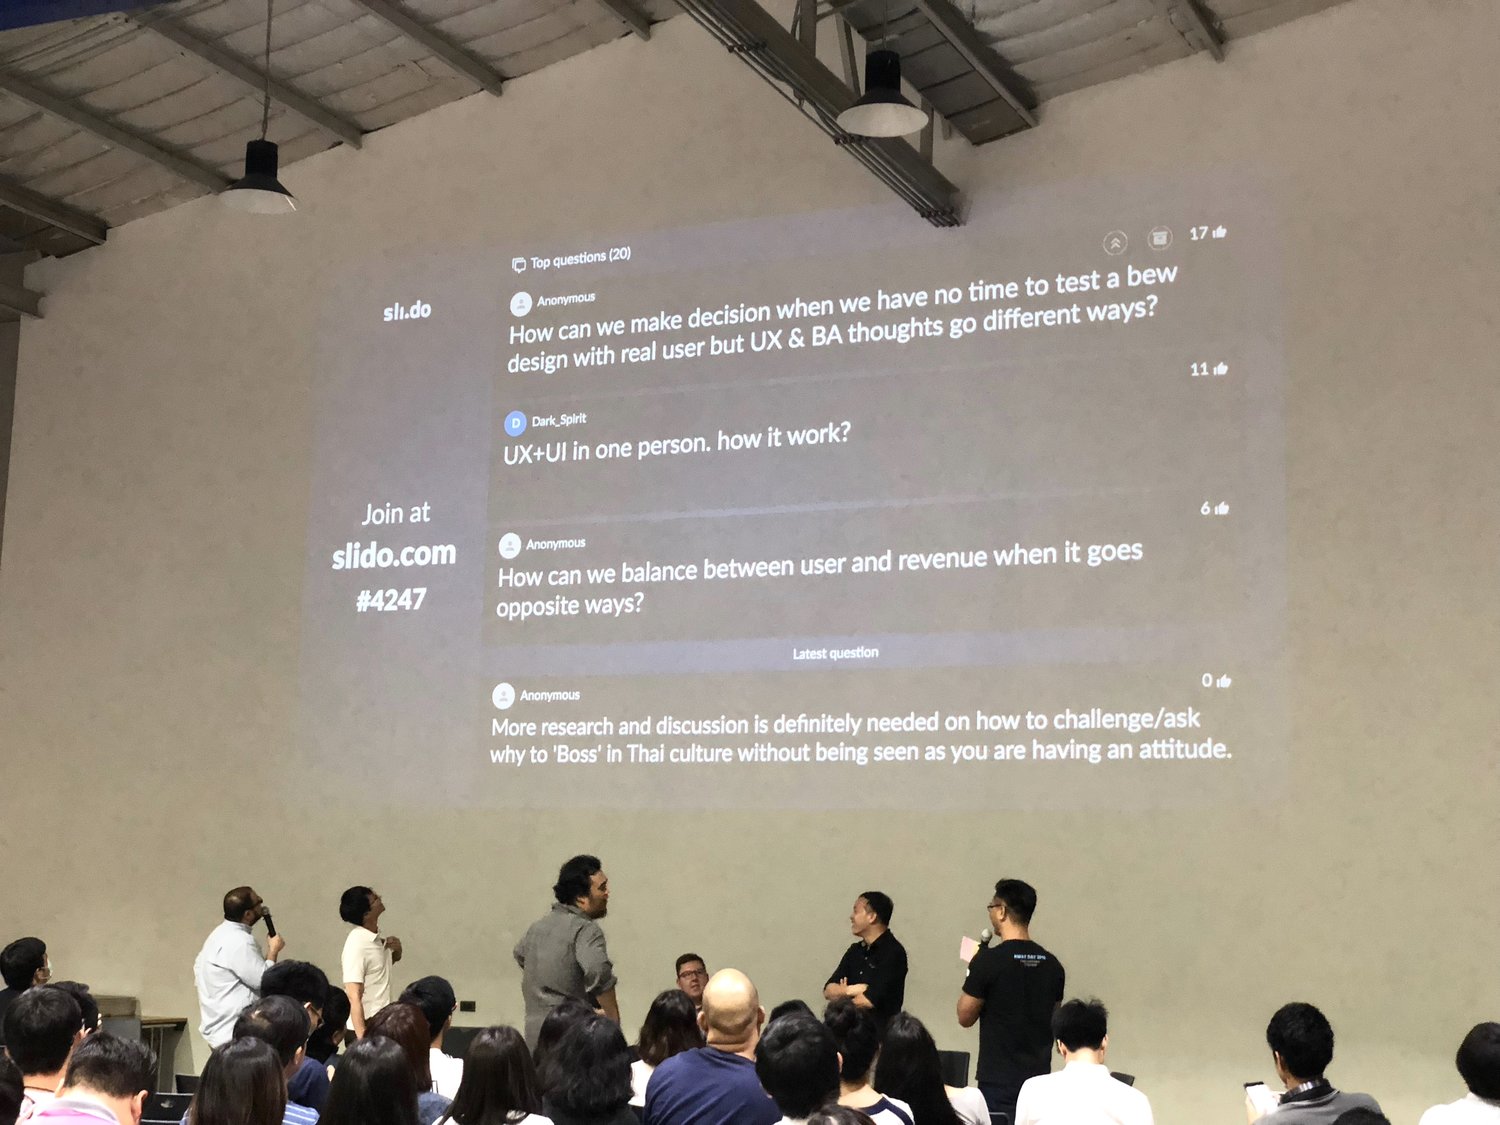 sli.do
Join at
slido.com
#4247
Top questions (20)
17
Anonymous
How can we make decision when we have no time to test a bew
design with real user but UX & BA thoughts go different ways?
11
D Dark_Spirit
UX+UI in one person. how it work?
6
Anonymous
How can we balance between user and revenue when it goes
opposite ways?
Latest question
0
Anonymous
More research and discussion is definitely needed on how to challenge/ask
why to 'Boss' in Thai culture without being seen as you are having an attitude.